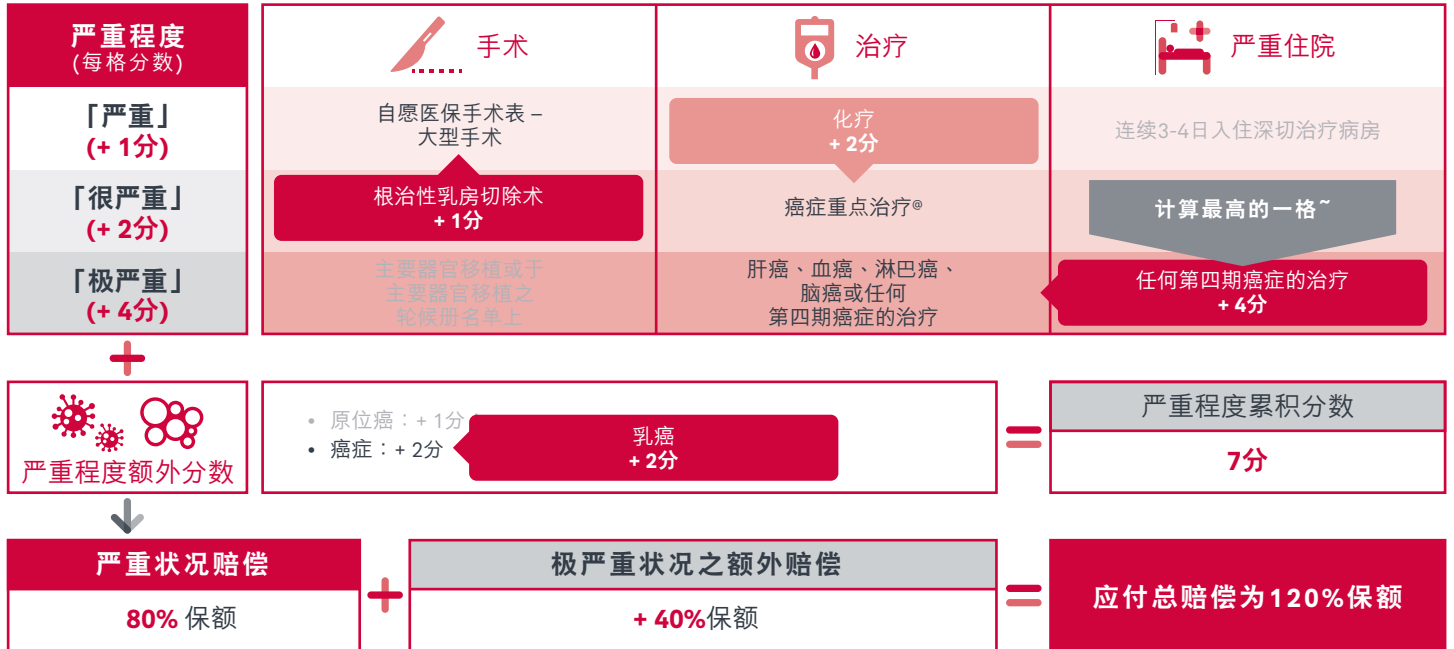 严重程度
(每格分数)
手术
治疗
严重住院
「严重」
(+ 1分)
自愿医保手术表 –
大型手术
化疗
+ 2分
连续3-4日入住深切治疗病房
「很严重」
(+ 2分)
根治性乳房切除术
+ 1分
癌症重点治疗@
计算最高的一格~
「极严重」
(+ 4分)
主要器官移植或于
主要器官移植之
轮候册名单上
肝癌、血癌、淋巴癌、
脑癌或任何
第四期癌症的治疗
任何第四期癌症的治疗
+ 4分
+
严重程度额外分数
• 原位癌：+ 1分
• 癌症：+ 2分
乳癌
+ 2分
=
严重程度累积分数
7分
严重状况赔偿
80% 保额
+
极严重状况之额外赔偿
+ 40%保额
=
应付总赔偿为120%保额